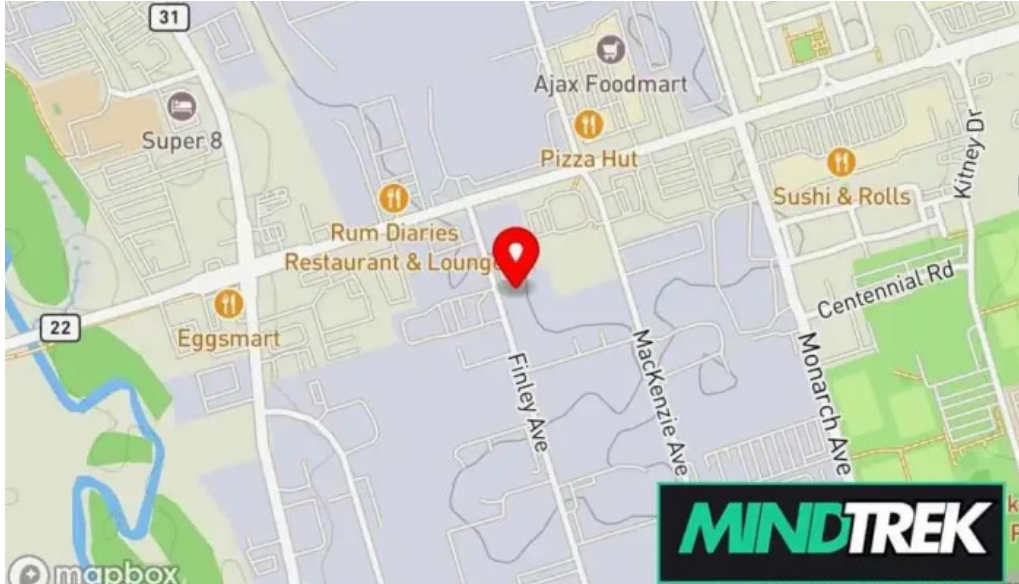 31
Super 8
Ajax Foodmart
Pizza Hut
Kitney Dr
Sushi & Rolls
Rum Diaries
Restaurant & Lounge
Centennial Rd
22
Eggsmart
Finley Ave
MacKenzie Ave
Monarch Ave
MINDTREK
mapbox